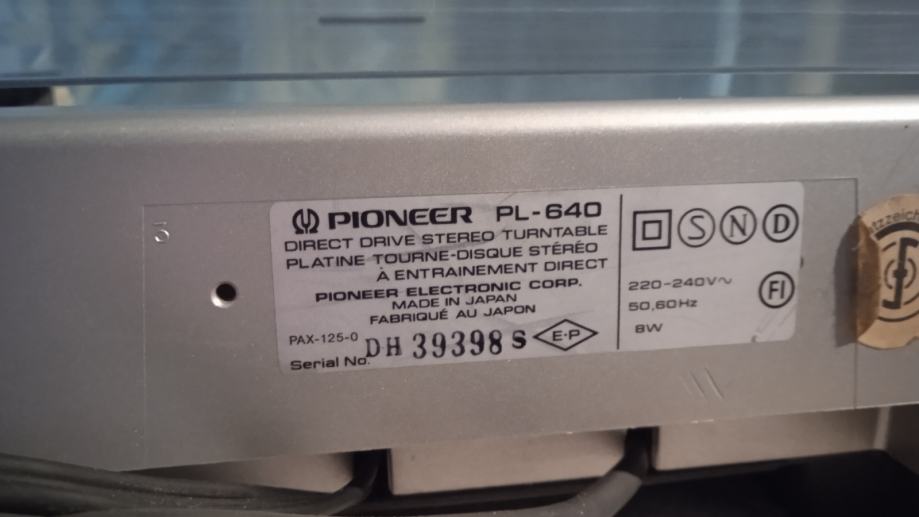 PIONEER PL-640
DIRECT DRIVE STEREO TURNTABLE
PLATINE TOURNE-DISQUE STÉRÉO
À ENTRAINEMENT DIRECT
PIONEER ELECTRONIC CORP.
MADE IN JAPAN
FABRIQUÉ AU JAPON
PAX-125-0
Serial No. DH 39398 S
E-P
S N D
220-240V~
FI
50,60Hz
8W
3